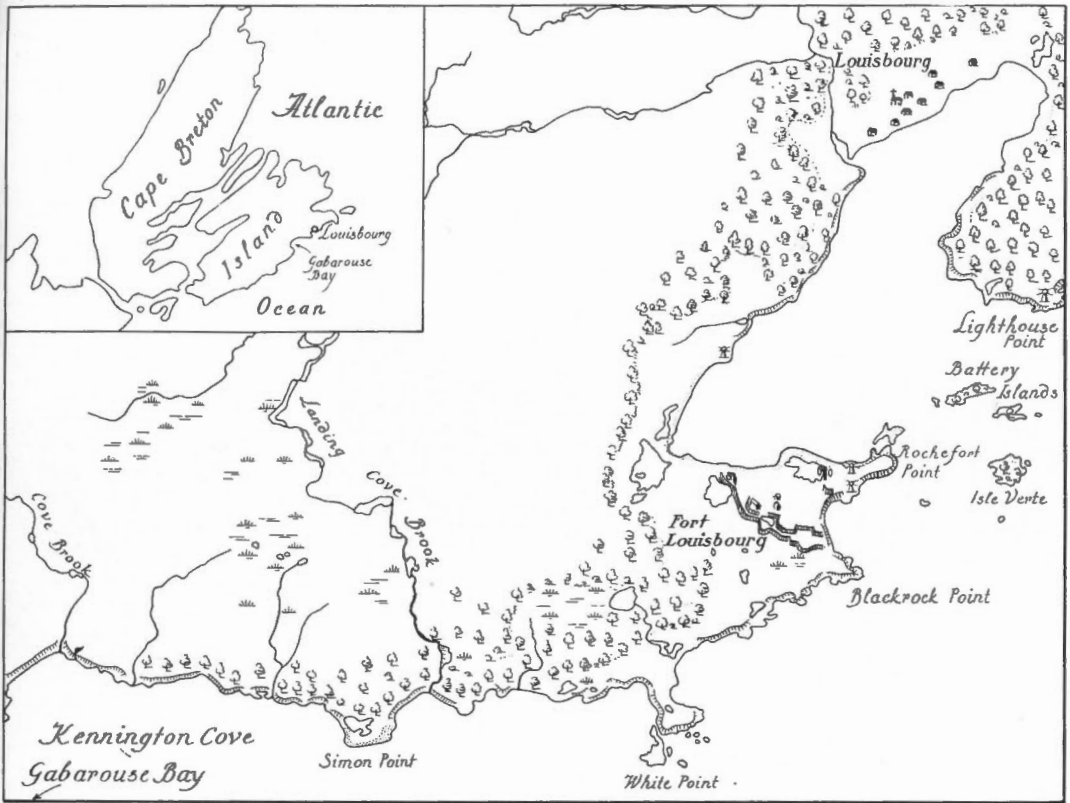 Atlantic
Cape Breton
Island
Louisbourg
Gabarouse
Bay
Ocean
Louisbourg
Lighthouse
Point
Battery
Islands
Rochefort
Point
Isle Verte
Landing
Cove
Brook
Cove
Brook
Fort
Louisbourg
Blackrock Point
Kennington Cove
Gabarouse Bay
Simon Point
White Point